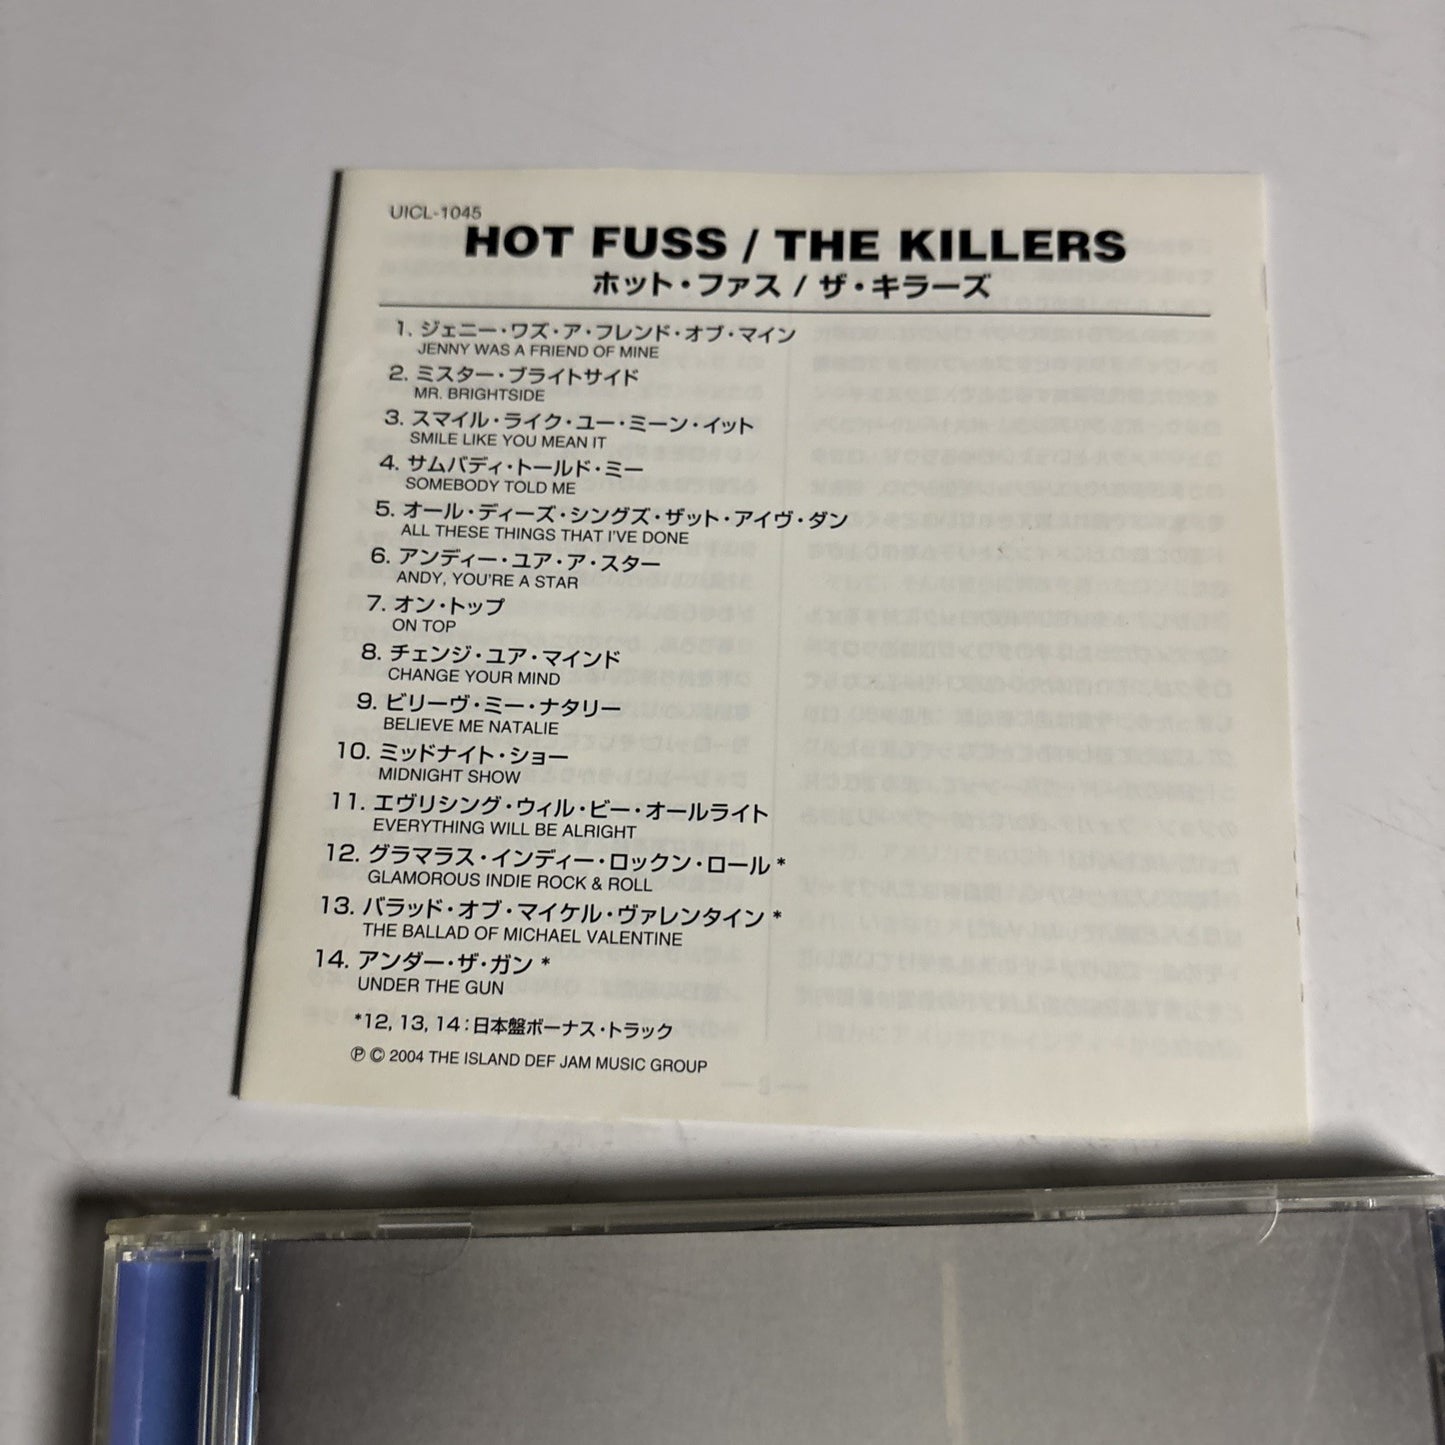 UICL-1045
HOT FUSS / THE KILLERS
ホット・ファス / ザ・キラーズ
1. ジェニー・ワズ・ア・フレンド・オブ・マイン
JENNY WAS A FRIEND OF MINE
2. ミスター・ブライトサイド
MR. BRIGHTSIDE
3. スマイル・ライク・ユー・ミーン・イット
SMILE LIKE YOU MEAN IT
4. サムバディ・トールド・ミー
SOMEBODY TOLD ME
5. オール・ディーズ・シングズ・ザット・アイヴ・ダン
ALL THESE THINGS THAT I'VE DONE
6. アンディー・ユア・ア・スター
ANDY, YOU'RE A STAR
7. オン・トップ
ON TOP
8. チェンジ・ユア・マインド
CHANGE YOUR MIND
9. ビリーヴ・ミー・ナタリー
BELIEVE ME NATALIE
10. ミッドナイト・ショー
MIDNIGHT SHOW
11. エヴリシング・ウィル・ビー・オールライト
EVERYTHING WILL BE ALRIGHT
12. グラマラス・インディー・ロックン・ロール *
GLAMOROUS INDIE ROCK & ROLL
13. バラッド・オブ・マイケル・ヴァレンタイン *
THE BALLAD OF MICHAEL VALENTINE
14. アンダー・ザ・ガン *
UNDER THE GUN
*12, 13, 14 : 日本盤ボーナス・トラック
℗ © 2004 THE ISLAND DEF JAM MUSIC GROUP